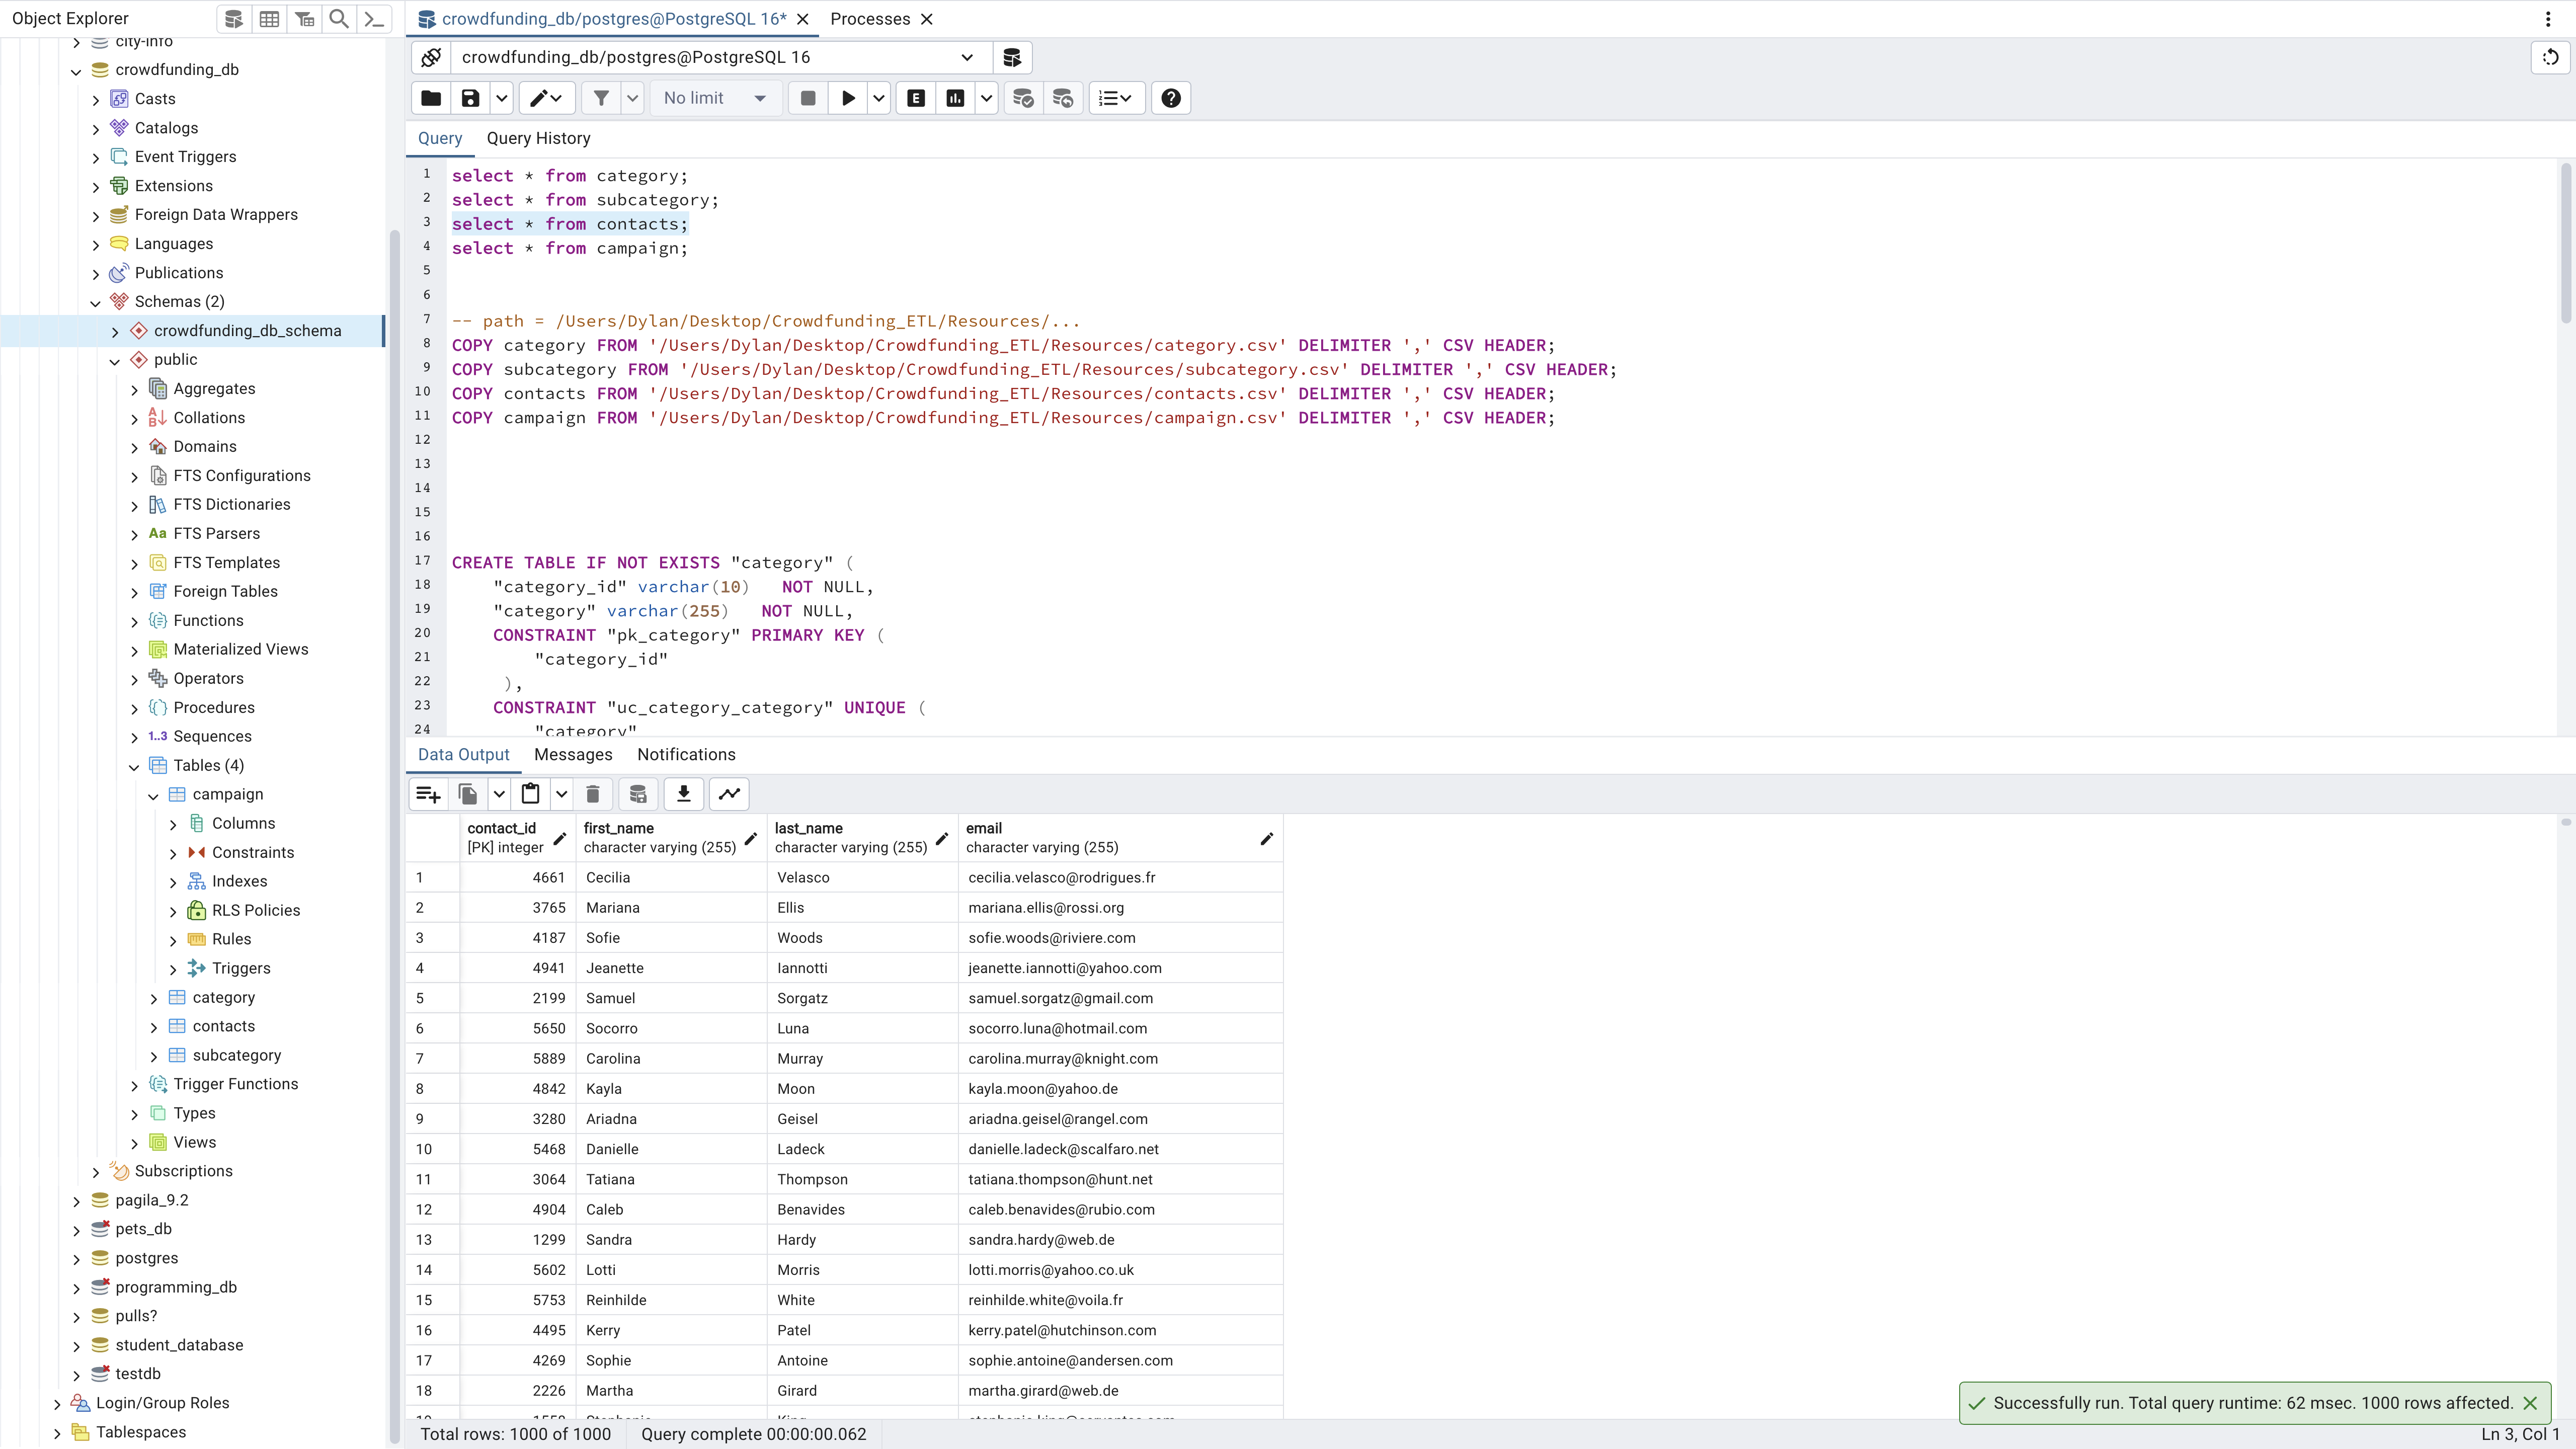 Object Explorer
city-info
crowdfunding_db
Casts
Catalogs
Event Triggers
Extensions
Foreign Data Wrappers
Languages
Publications
Schemas (2)
crowdfunding_db_schema
public
Aggregates
Collations
Domains
FTS Configurations
FTS Dictionaries
Aa FTS Parsers
FTS Templates
Foreign Tables
Functions
Materialized Views
Operators
Procedures
1..3 Sequences
Tables (4)
campaign
Columns
Constraints
Indexes
RLS Policies
Rules
Triggers
category
contacts
subcategory
Trigger Functions
Types
Views
Subscriptions
pagila_9.2
pets_db
postgres
programming_db
pulls?
student_database
testdb
Login/Group Roles
Tablespaces
crowdfunding_db/postgres@PostgreSQL 16*
Processes
crowdfunding_db/postgres@PostgreSQL 16
No limit
E
Query Query History
1 select * from category;
2 select * from subcategory;
3 select * from contacts;
4 select * from campaign;
5
6
7 -- path = /Users/Dylan/Desktop/Crowdfunding_ETL/Resources/...
8 COPY category FROM '/Users/Dylan/Desktop/Crowdfunding_ETL/Resources/category.csv' DELIMITER ',' CSV HEADER;
9 COPY subcategory FROM '/Users/Dylan/Desktop/Crowdfunding_ETL/Resources/subcategory.csv' DELIMITER ',' CSV HEADER;
10 COPY contacts FROM '/Users/Dylan/Desktop/Crowdfunding_ETL/Resources/contacts.csv' DELIMITER ',' CSV HEADER;
11 COPY campaign FROM '/Users/Dylan/Desktop/Crowdfunding_ETL/Resources/campaign.csv' DELIMITER ',' CSV HEADER;
12
13
14
15
16
17 CREATE TABLE IF NOT EXISTS "category" (
18 "category_id" varchar(10) NOT NULL,
19 "category" varchar(255) NOT NULL,
20 CONSTRAINT "pk_category" PRIMARY KEY (
21 "category_id"
22 ),
23 CONSTRAINT "uc_category_category" UNIQUE (
24 "category"
Data Output Messages Notifications
contact_id first_name last_name email
[PK] integer character varying (255) character varying (255) character varying (255)
1 4661 Cecilia Velasco cecilia.velasco@rodrigues.fr
2 3765 Mariana Ellis mariana.ellis@rossi.org
3 4187 Sofie Woods sofie.woods@riviere.com
4 4941 Jeanette Iannotti jeanette.iannotti@yahoo.com
5 2199 Samuel Sorgatz samuel.sorgatz@gmail.com
6 5650 Socorro Luna socorro.luna@hotmail.com
7 5889 Carolina Murray carolina.murray@knight.com
8 4842 Kayla Moon kayla.moon@yahoo.de
9 3280 Ariadna Geisel ariadna.geisel@rangel.com
10 5468 Danielle Ladeck danielle.ladeck@scalfaro.net
11 3064 Tatiana Thompson tatiana.thompson@hunt.net
12 4904 Caleb Benavides caleb.benavides@rubio.com
13 1299 Sandra Hardy sandra.hardy@web.de
14 5602 Lotti Morris lotti.morris@yahoo.co.uk
15 5753 Reinhilde White reinhilde.white@voila.fr
16 4495 Kerry Patel kerry.patel@hutchinson.com
17 4269 Sophie Antoine sophie.antoine@andersen.com
18 2226 Martha Girard martha.girard@web.de
Successfully run. Total query runtime: 62 msec. 1000 rows affected.
Total rows: 1000 of 1000 Query complete 00:00:00.062 Ln 3, Col 1